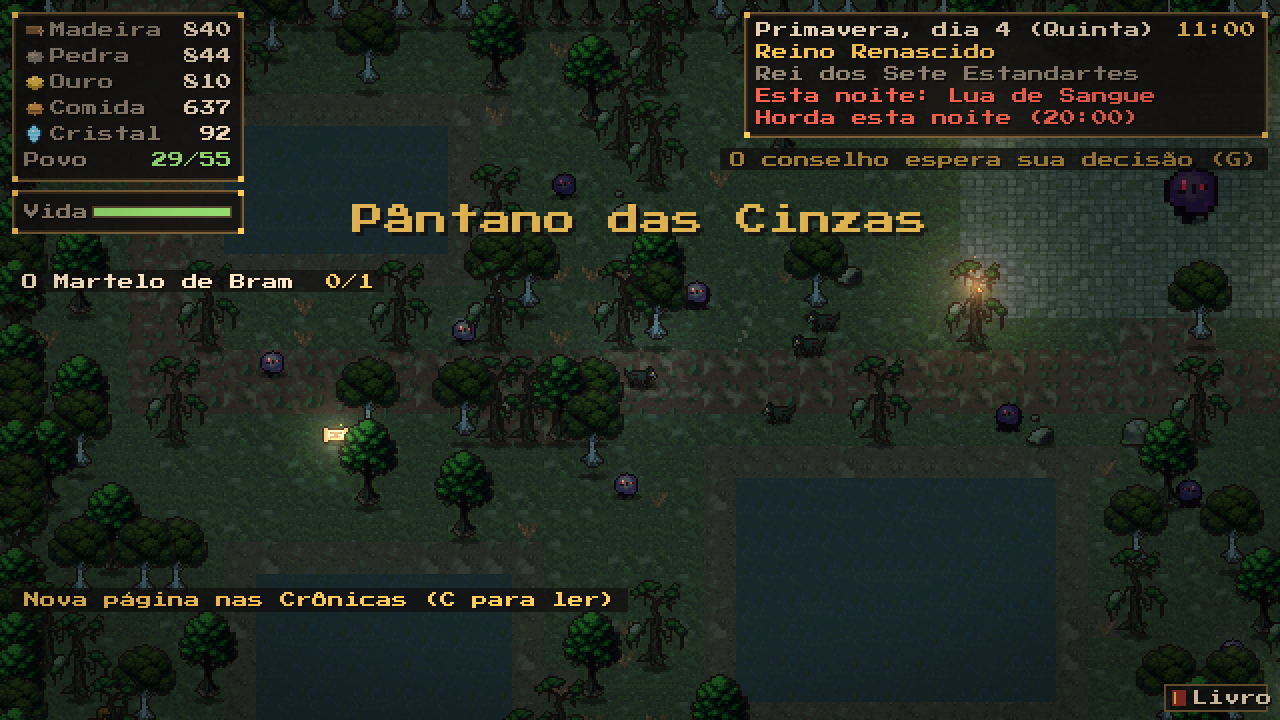 Madeira 840
Pedra 844
Ouro 810
Comida 637
Cristal 92
Povo 29/55
Vida
Primavera, dia 4 (Quinta) 11:00
Reino Renascido
Rei dos Sete Estandartes
Esta noite: Lua de Sangue
Horda esta noite (20:00)
O conselho espera sua decisão (G)
Pântano das Cinzas
O Martelo de Bram 0/1
Nova página nas Crônicas (C para ler)
Livro